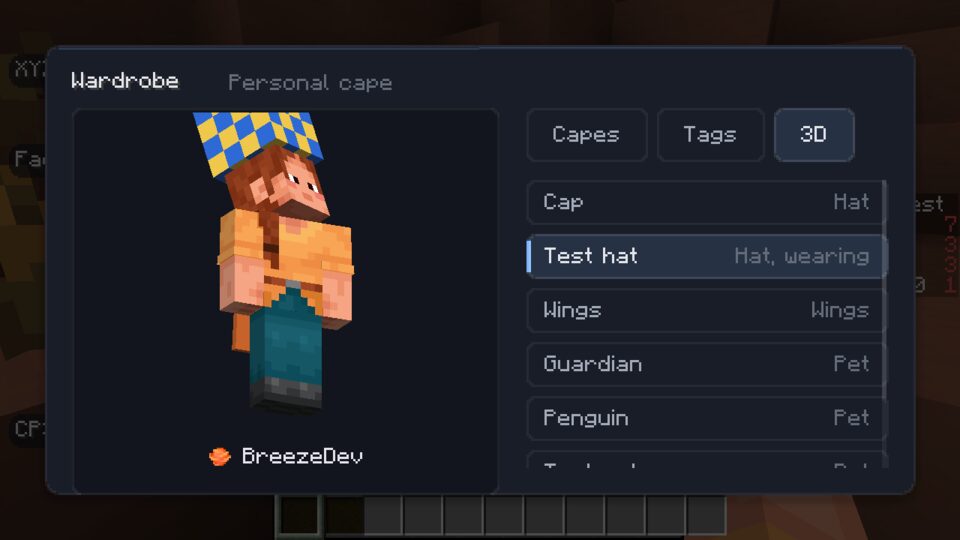 Wardrobe Personal cape
Capes Tags 3D
Cap Hat
Test hat Hat, wearing
Wings Wings
Guardian Pet
Penguin Pet
BreezeDev